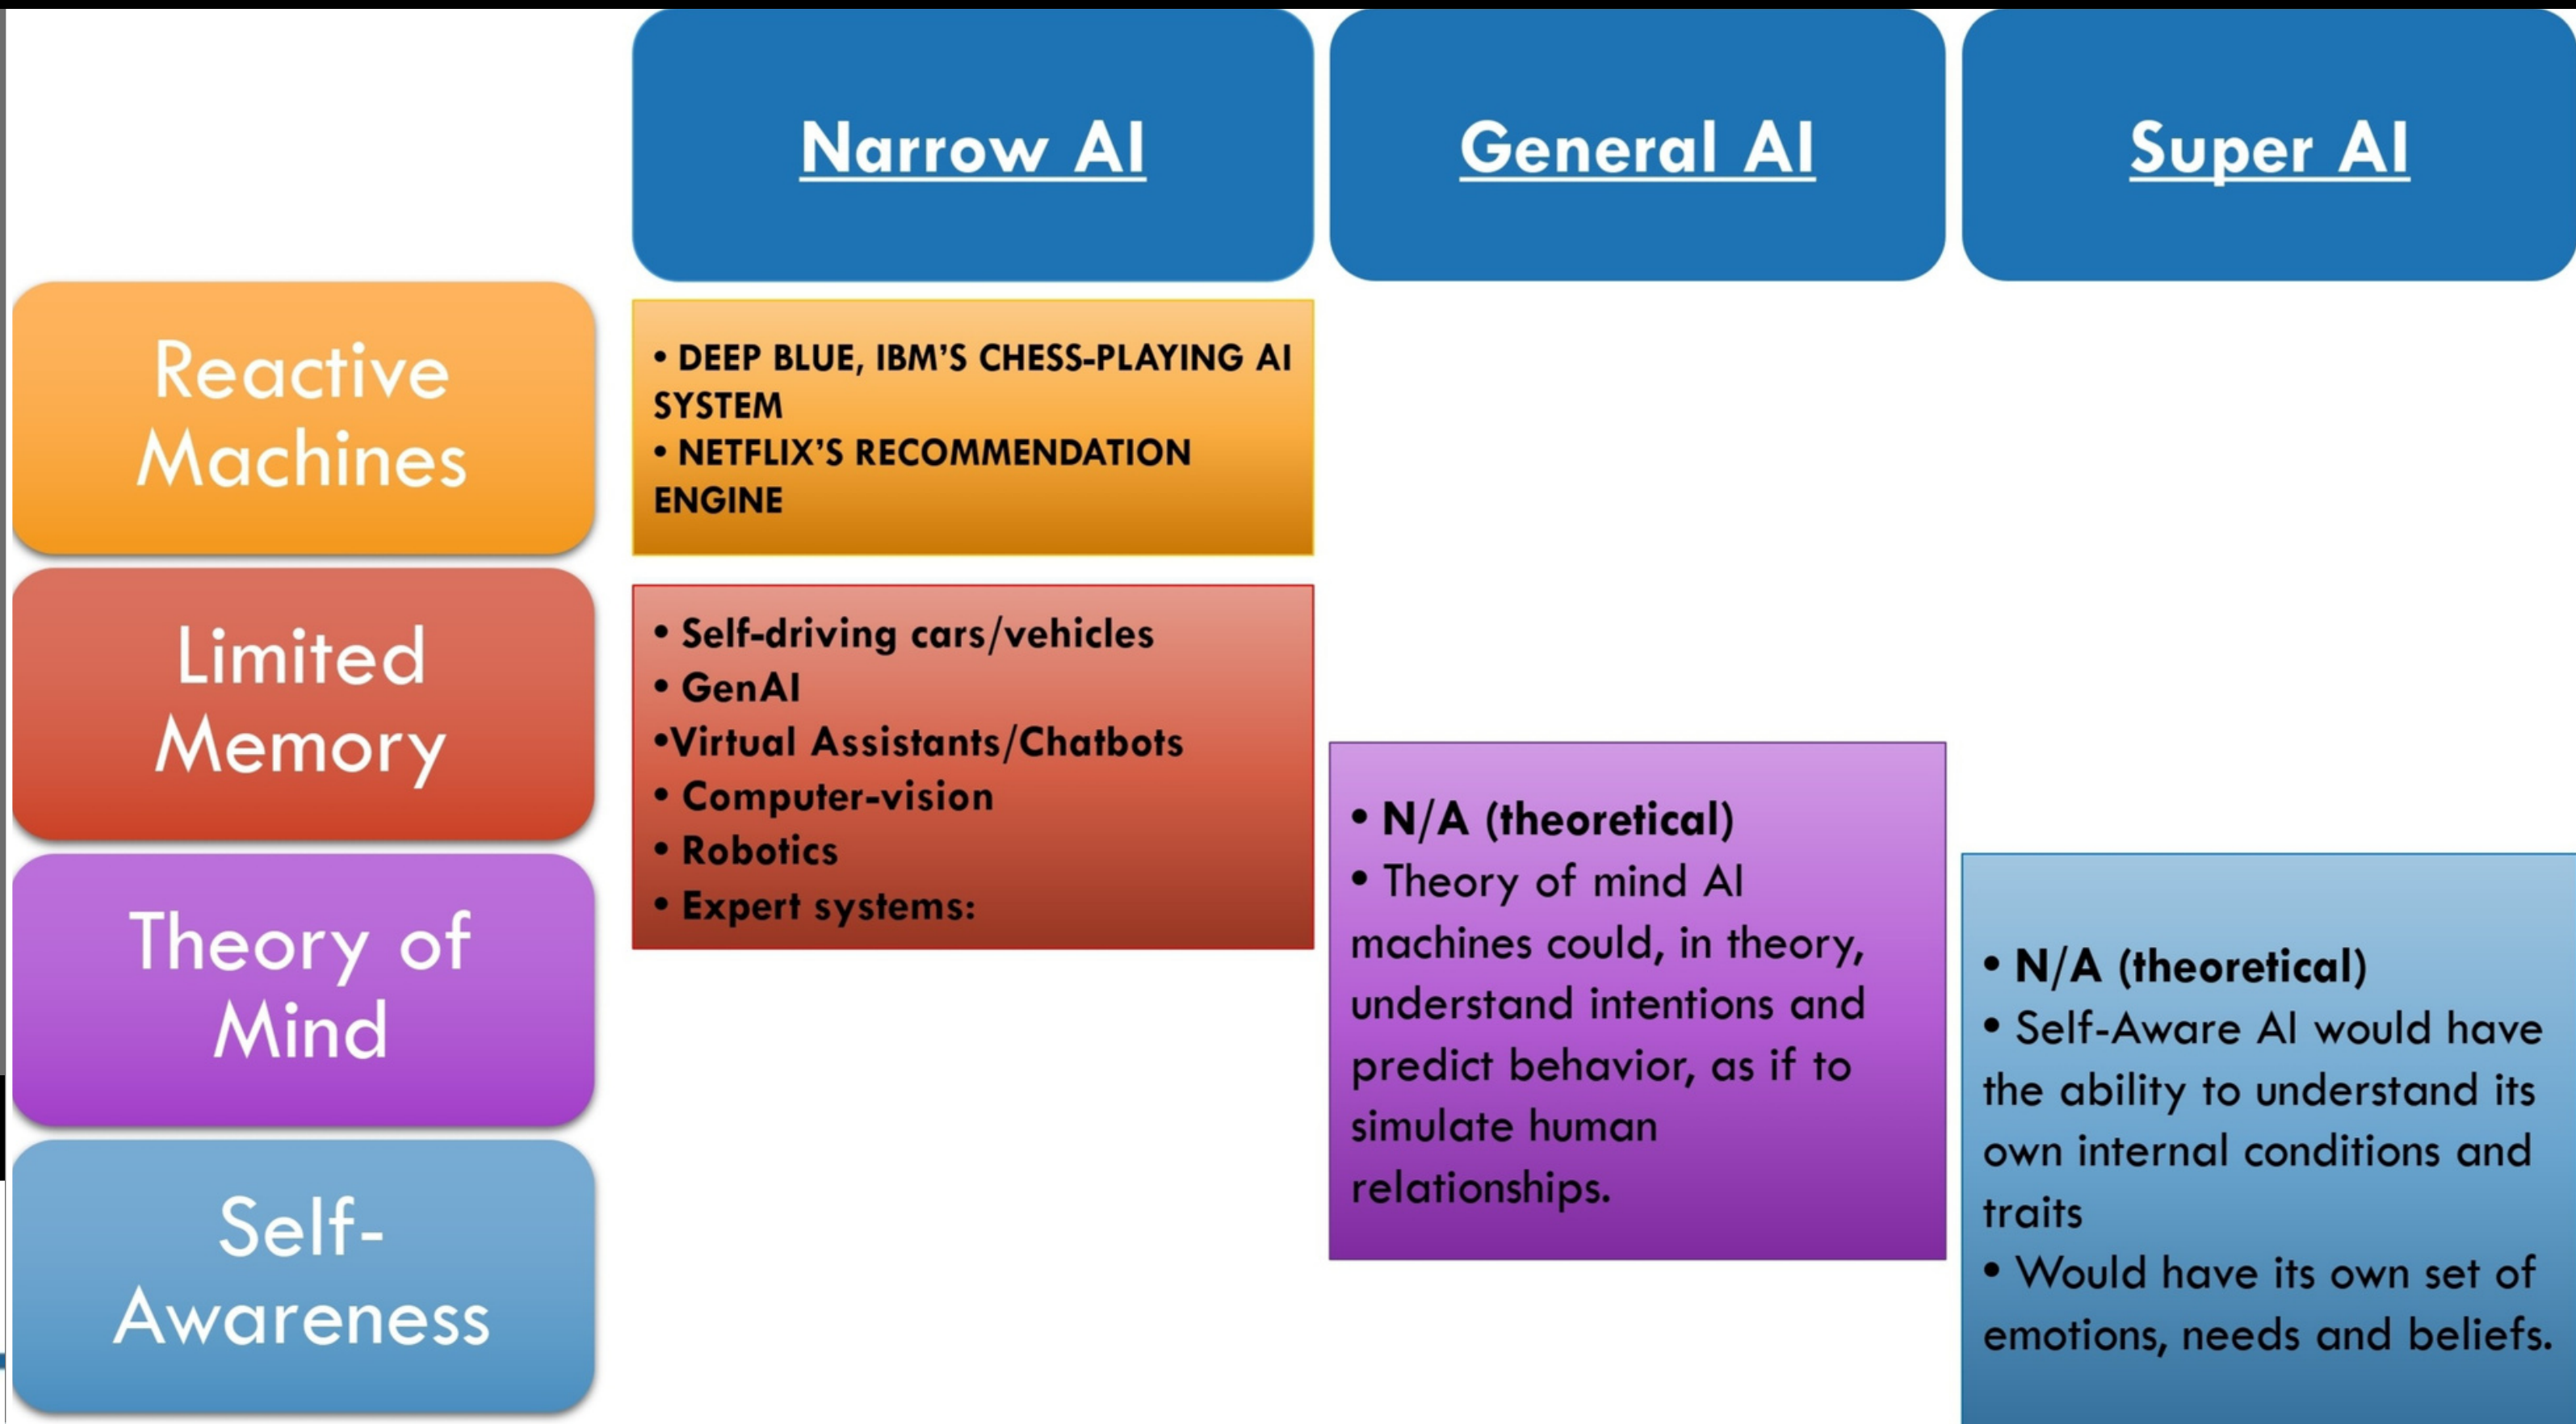 Narrow AI
General AI
Super AI
Reactive
Machines
• DEEP BLUE, IBM’S CHESS-PLAYING AI
SYSTEM
• NETFLIX’S RECOMMENDATION
ENGINE
Limited
Memory
• Self-driving cars/vehicles
• GenAI
•Virtual Assistants/Chatbots
• Computer-vision
• Robotics
• Expert systems:
Theory of
Mind
• N/A (theoretical)
• Theory of mind AI
machines could, in theory,
understand intentions and
predict behavior, as if to
simulate human
relationships.
Self-
Awareness
• N/A (theoretical)
• Self-Aware AI would have
the ability to understand its
own internal conditions and
traits
• Would have its own set of
emotions, needs and beliefs.